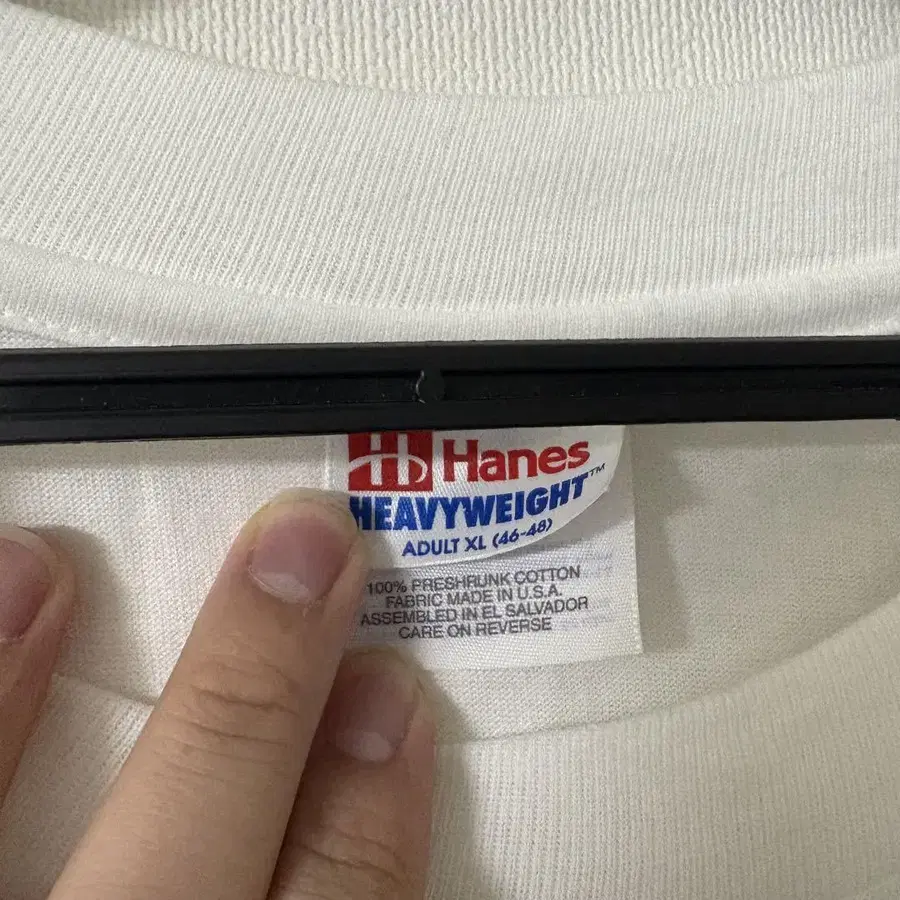 Hanes
HEAVYWEIGHT™
ADULT XL (46-48)
100% PRESHRUNK COTTON
FABRIC MADE IN U.S.A.
ASSEMBLED IN EL SALVADOR
CARE ON REVERSE